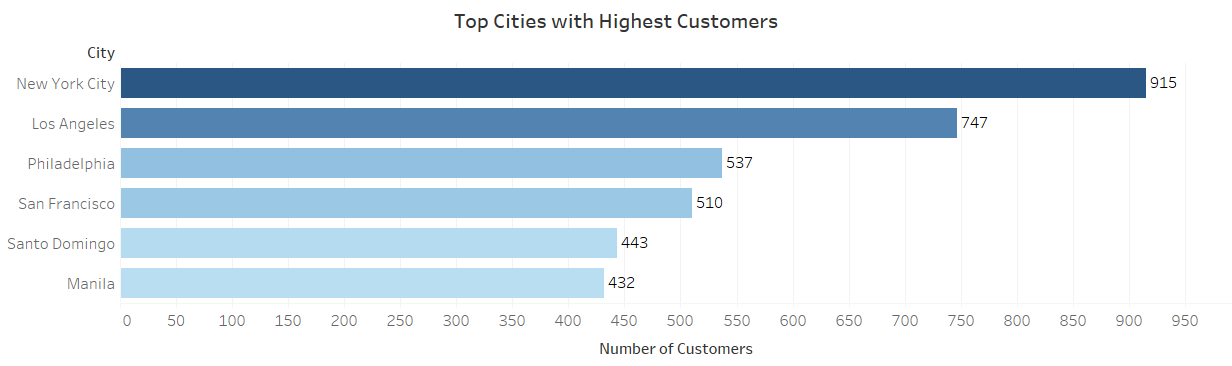 Top Cities with Highest Customers
City
New York City 915
Los Angeles 747
Philadelphia 537
San Francisco 510
Santo Domingo 443
Manila 432
0 50 100 150 200 250 300 350 400 450 500 550 600 650 700 750 800 850 900 950
Number of Customers